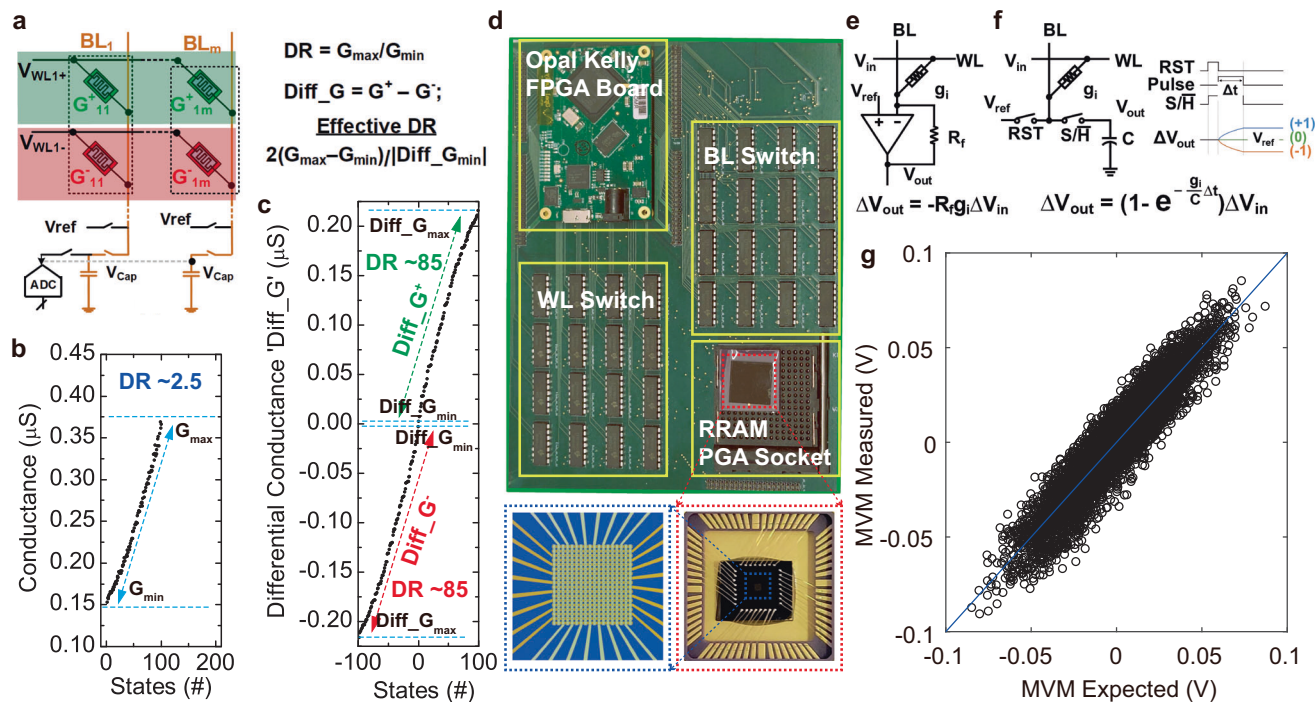 a
BL1
BLm
VWL1+
G+11
G+1m
VWL1-
G-11
G-1m
Vref
Vref
ADC
VCap
VCap
DR = Gmax/Gmin
Diff_G = G+ – G-;
Effective DR
2(Gmax–Gmin)/|Diff_Gmin|
b
Conductance (μS)
0.45
0.40
0.35
0.30
0.25
0.20
0.15
0.10
DR ~2.5
Gmax
Gmin
0
100
200
States (#)
c
Differential Conductance 'Diff_G' (μS)
0.20
0.15
0.10
0.05
0.00
-0.05
-0.10
-0.15
-0.20
Diff_Gmax
DR ~85
Diff_G+
Diff_Gmin
Diff_Gmin
Diff_G-
DR ~85
Diff_Gmax
-100
0
100
States (#)
d
Opal Kelly
FPGA Board
BL Switch
WL Switch
RRAM
PGA Socket
e
BL
Vin
WL
gi
Vref
+ -
Rf
Vout
ΔVout = -RfgiΔVin
f
BL
Vin
WL
gi
Vref
Vout
RST
S/H
C
RST
Pulse
Δt
S/H
ΔVout
Vref
(+1)
(0)
(-1)
ΔVout = (1- e- gi/C Δt)ΔVin
g
MVM Measured (V)
0.1
0.05
0
-0.05
-0.1
-0.1
-0.05
0
0.05
0.1
MVM Expected (V)